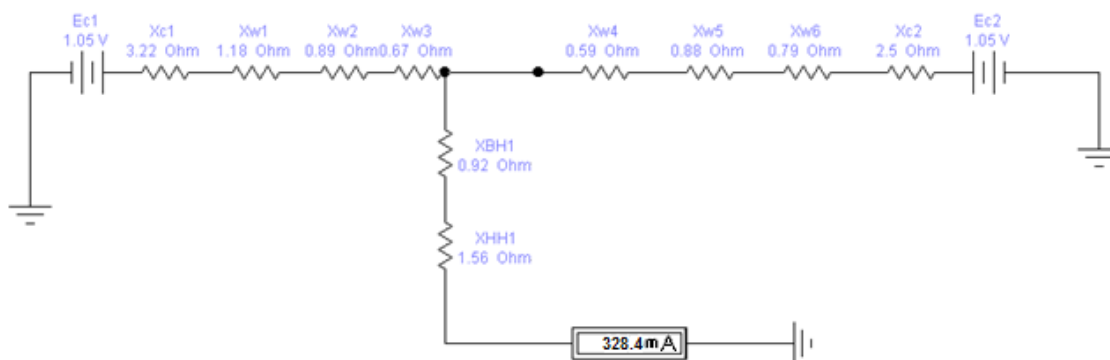 Ec1
1.05 V
Xc1
3.22 Ohm
Xw1
1.18 Ohm
Xw2
0.89 Ohm
Xw3
0.67 Ohm
Xw4
0.59 Ohm
Xw5
0.88 Ohm
Xw6
0.79 Ohm
Xc2
2.5 Ohm
Ec2
1.05 V
XBH1
0.92 Ohm
XHH1
1.56 Ohm
328.4mA